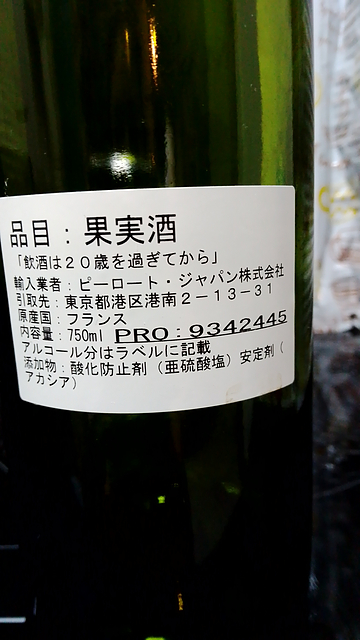 品目：果実酒
「飲酒は２０歳を過ぎてから」
輸入業者：ピーロート・ジャパン株式会社
引取先：東京都港区港南２－１３－３１
原産国：フランス
内容量：750ml PRO：9342445
アルコール分はラベルに記載
添加物：酸化防止剤（亜硫酸塩）安定剤（
アカシア）